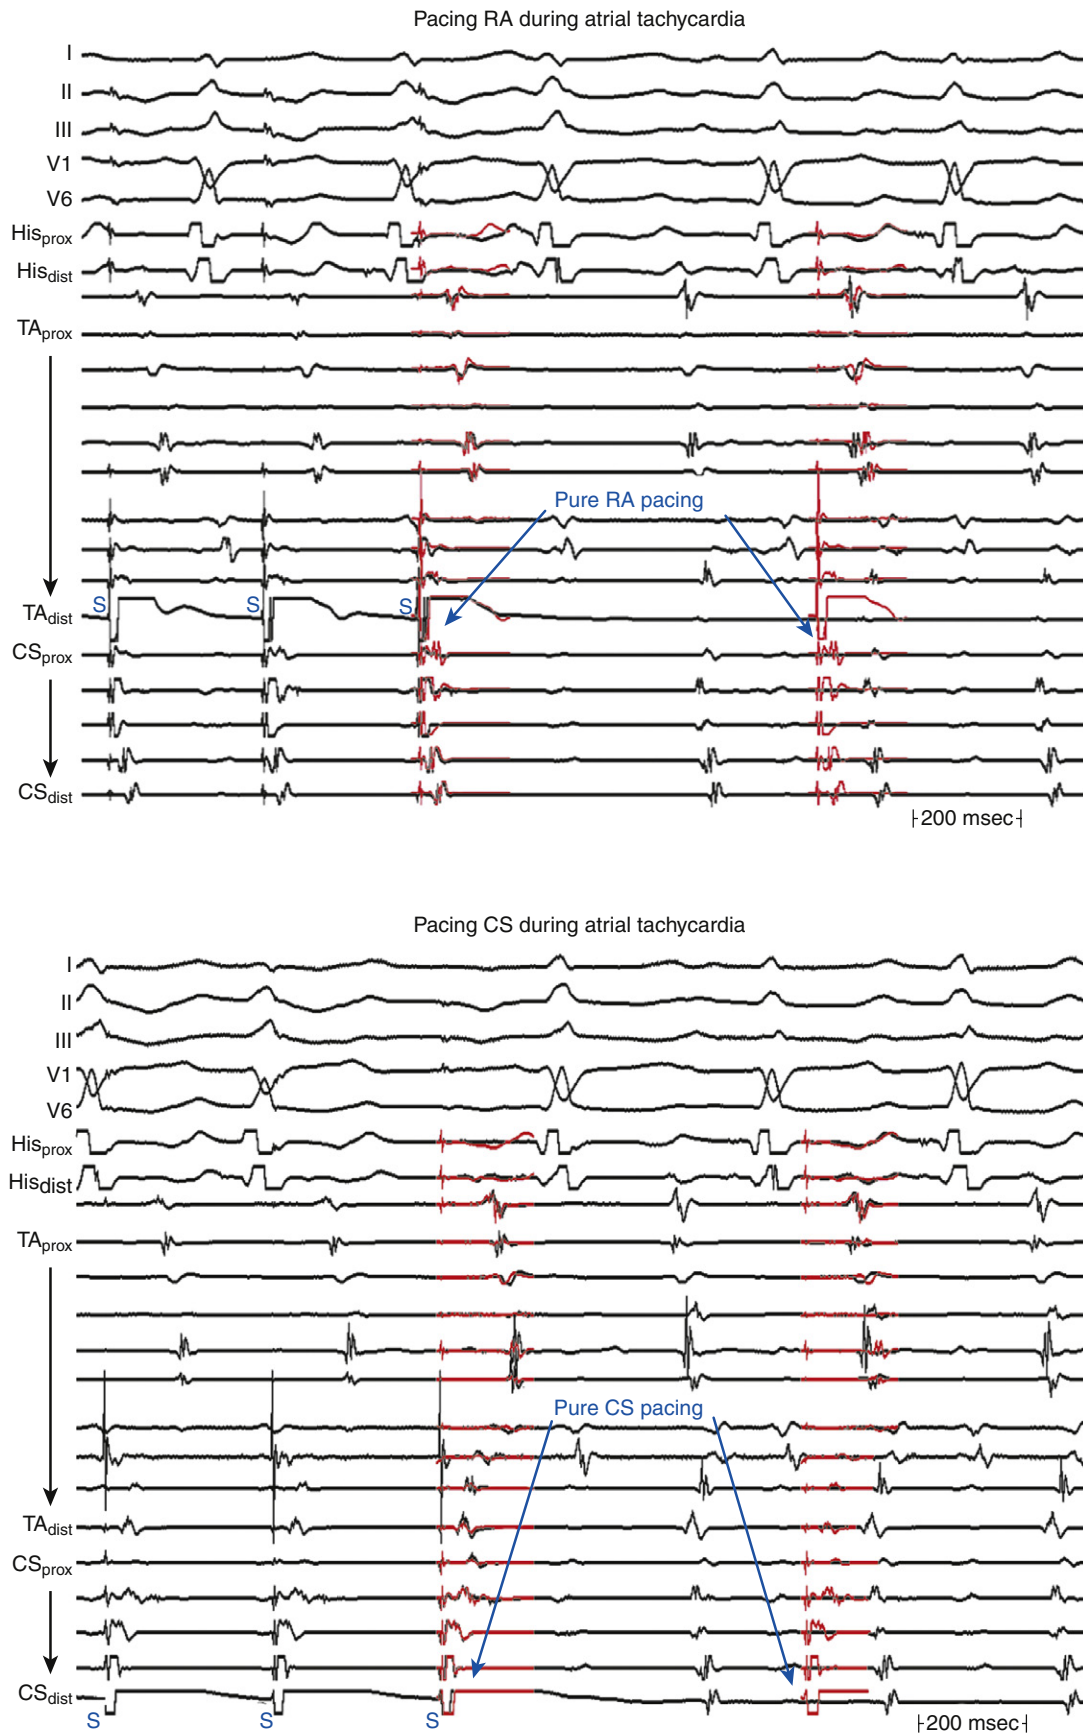 Pacing RA during atrial tachycardia
I
II
III
V1
V6
Hisprox
Hisdist
TAprox
Pure RA pacing
S S S
TAdist
CSprox
CSdist
200 msec
Pacing CS during atrial tachycardia
I
II
III
V1
V6
Hisprox
Hisdist
TAprox
Pure CS pacing
TAdist
CSprox
CSdist
S S S
200 msec